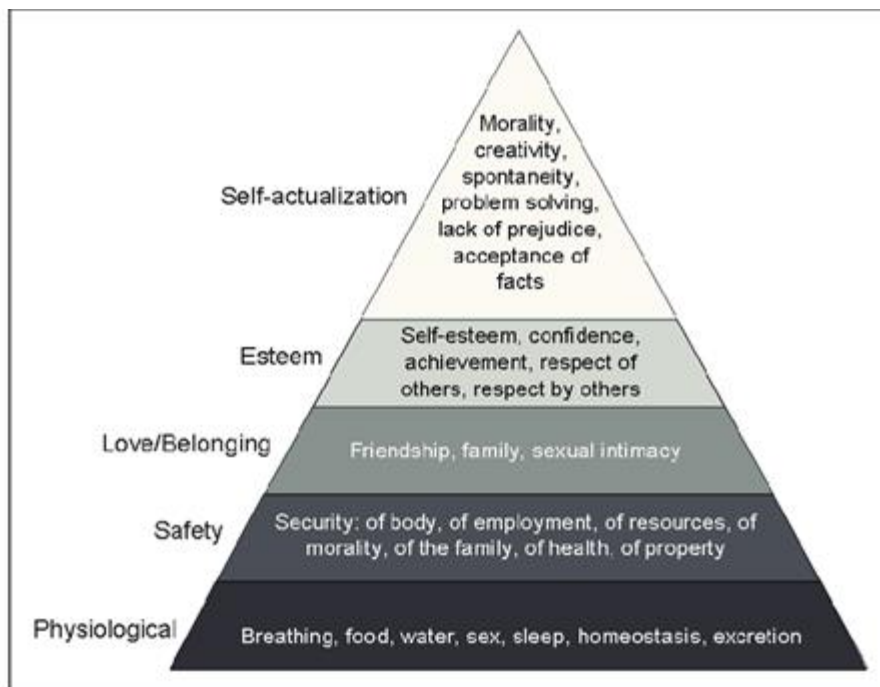 Self-actualization
Morality,
creativity,
spontaneity,
problem solving,
lack of prejudice,
acceptance of
facts
Esteem
Self-esteem, confidence,
achievement, respect of
others, respect by others
Love/Belonging
Friendship, family, sexual intimacy
Safety
Security: of body, of employment, of resources, of
morality, of the family, of health, of property
Physiological
Breathing, food, water, sex, sleep, homeostasis, excretion